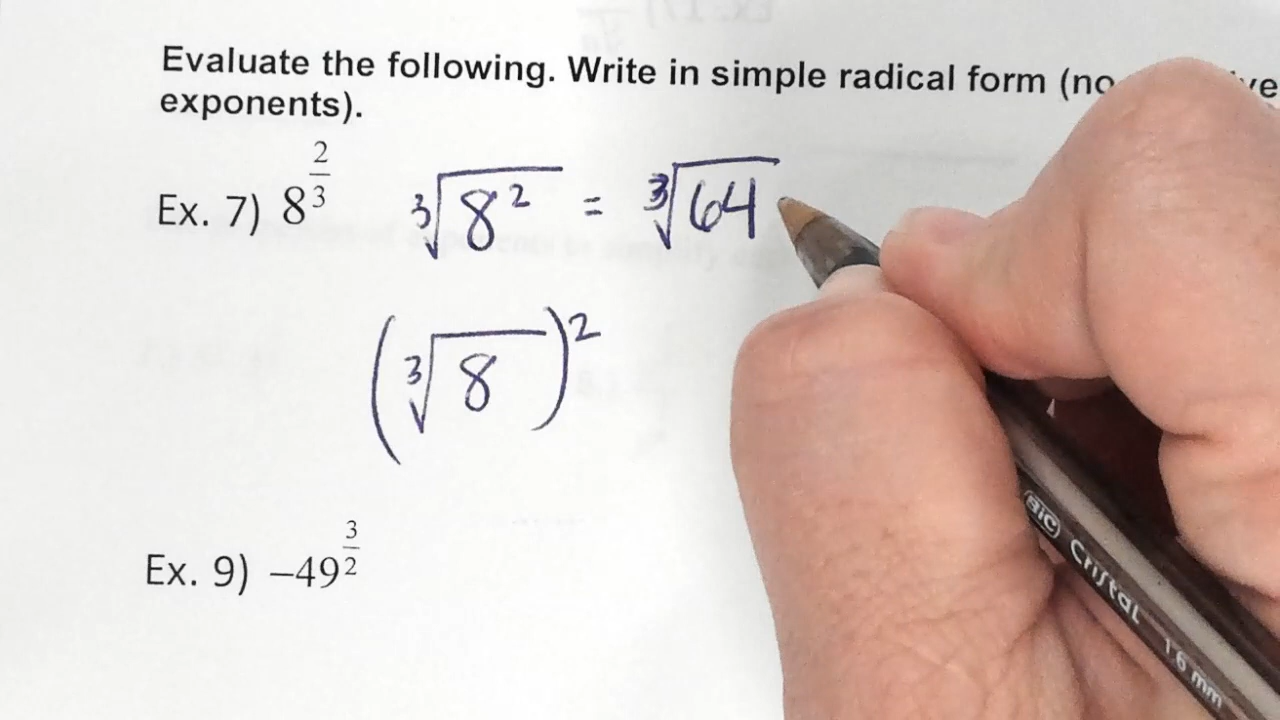 Evaluate the following. Write in simple radical form (no
exponents).
Ex. 7) 8^(2/3) ∛(8²) = ∛64
(∛8)²
Ex. 9) –49^(3/2)
BIC Cristal 1.6 mm